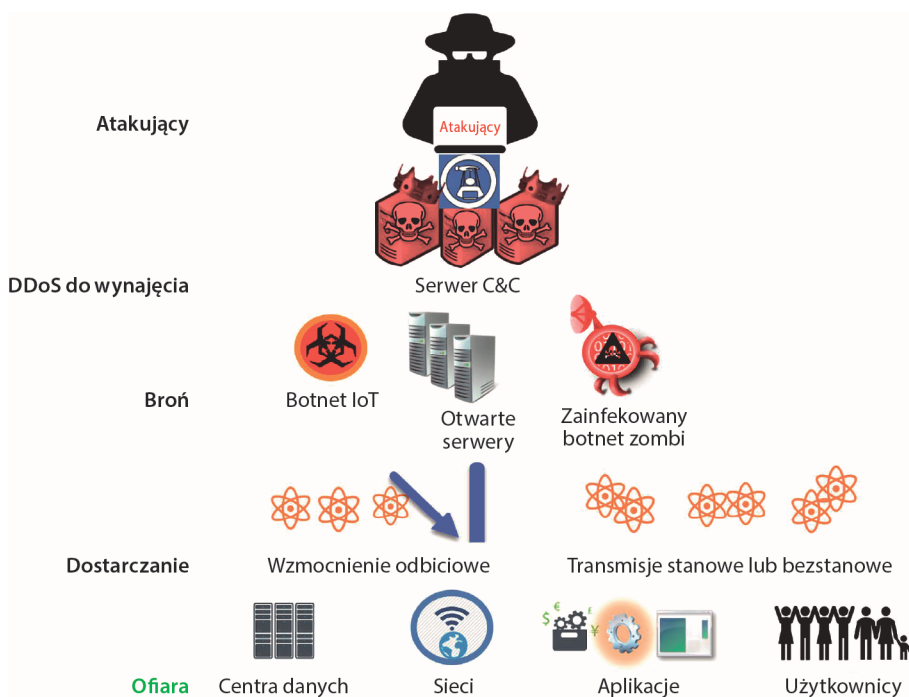 Atakujący
Atakujący
DDoS do wynajęcia
Serwer C&C
Broń
Botnet IoT
Otwarte
serwery
Zainfekowany
botnet zombi
Dostarczanie
Wzmocnienie odbiciowe
Transmisje stanowe lub bezstanowe
Ofiara
Centra danych
Sieci
Aplikacje
Użytkownicy